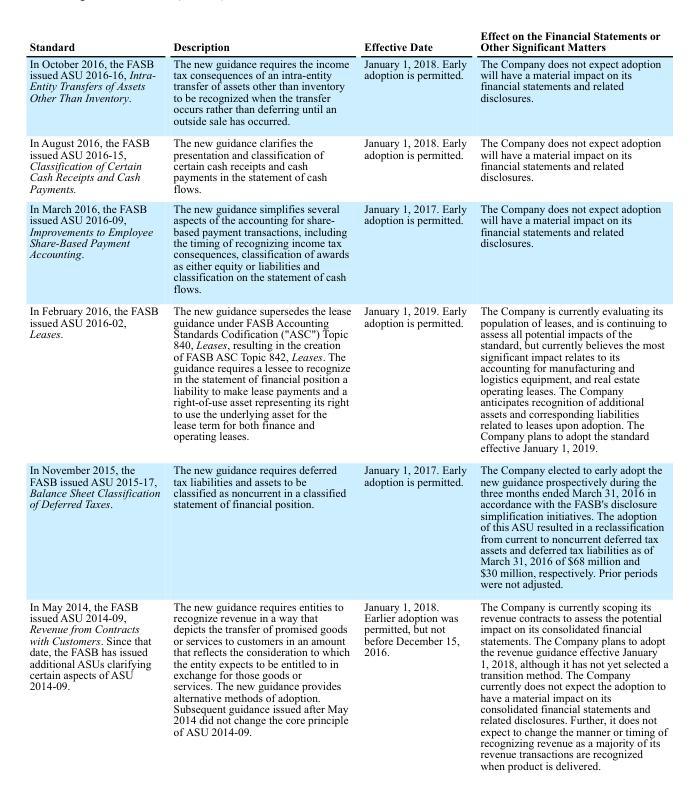 Standard
Description
Effective Date
Effect on the Financial Statements or
Other Significant Matters
In October 2016, the FASB
issued ASU 2016-16, Intra-
Entity Transfers of Assets
Other Than Inventory.
The new guidance requires the income
tax consequences of an intra-entity
transfer of assets other than inventory
to be recognized when the transfer
occurs rather than deferring until an
outside sale has occurred.
January 1, 2018. Early
adoption is permitted.
The Company does not expect adoption
will have a material impact on its
financial statements and related
disclosures.
In August 2016, the FASB
issued ASU 2016-15,
Classification of Certain
Cash Receipts and Cash
Payments.
The new guidance clarifies the
presentation and classification of
certain cash receipts and cash
payments in the statement of cash
flows.
January 1, 2018. Early
adoption is permitted.
The Company does not expect adoption
will have a material impact on its
financial statements and related
disclosures.
In March 2016, the FASB
issued ASU 2016-09,
Improvements to Employee
Share-Based Payment
Accounting.
The new guidance simplifies several
aspects of the accounting for share-
based payment transactions, including
the timing of recognizing income tax
consequences, classification of awards
as either equity or liabilities and
classification on the statement of cash
flows.
January 1, 2017. Early
adoption is permitted.
The Company does not expect adoption
will have a material impact on its
financial statements and related
disclosures.
In February 2016, the FASB
issued ASU 2016-02,
Leases.
The new guidance supersedes the lease
guidance under FASB Accounting
Standards Codification ("ASC") Topic
840, Leases, resulting in the creation
of FASB ASC Topic 842, Leases. The
guidance requires a lessee to recognize
in the statement of financial position a
liability to make lease payments and a
right-of-use asset representing its right
to use the underlying asset for the
lease term for both finance and
operating leases.
January 1, 2019. Early
adoption is permitted.
The Company is currently evaluating its
population of leases, and is continuing to
assess all potential impacts of the
standard, but currently believes the most
significant impact relates to its
accounting for manufacturing and
logistics equipment, and real estate
operating leases. The Company
anticipates recognition of additional
assets and corresponding liabilities
related to leases upon adoption. The
Company plans to adopt the standard
effective January 1, 2019.
In November 2015, the
FASB issued ASU 2015-17,
Balance Sheet Classification
of Deferred Taxes.
The new guidance requires deferred
tax liabilities and assets to be
classified as noncurrent in a classified
statement of financial position.
January 1, 2017. Early
adoption is permitted.
The Company elected to early adopt the
new guidance prospectively during the
three months ended March 31, 2016 in
accordance with the FASB's disclosure
simplification initiatives. The adoption
of this ASU resulted in a reclassification
from current to noncurrent deferred tax
assets and deferred tax liabilities as of
March 31, 2016 of $68 million and
$30 million, respectively. Prior periods
were not adjusted.
In May 2014, the FASB
issued ASU 2014-09,
Revenue from Contracts
with Customers. Since that
date, the FASB has issued
additional ASUs clarifying
certain aspects of ASU
2014-09.
The new guidance requires entities to
recognize revenue in a way that
depicts the transfer of promised goods
or services to customers in an amount
that reflects the consideration to which
the entity expects to be entitled to in
exchange for those goods or
services. The new guidance provides
alternative methods of adoption.
Subsequent guidance issued after May
2014 did not change the core principle
of ASU 2014-09.
January 1, 2018.
Earlier adoption was
permitted, but not
before December 15,
2016.
The Company is currently scoping its
revenue contracts to assess the potential
impact on its consolidated financial
statements. The Company plans to adopt
the revenue guidance effective January
1, 2018, although it has not yet selected a
transition method. The Company
currently does not expect the adoption to
have a material impact on its
consolidated financial statements and
related disclosures. Further, it does not
expect to change the manner or timing of
recognizing revenue as a majority of its
revenue transactions are recognized
when product is delivered.